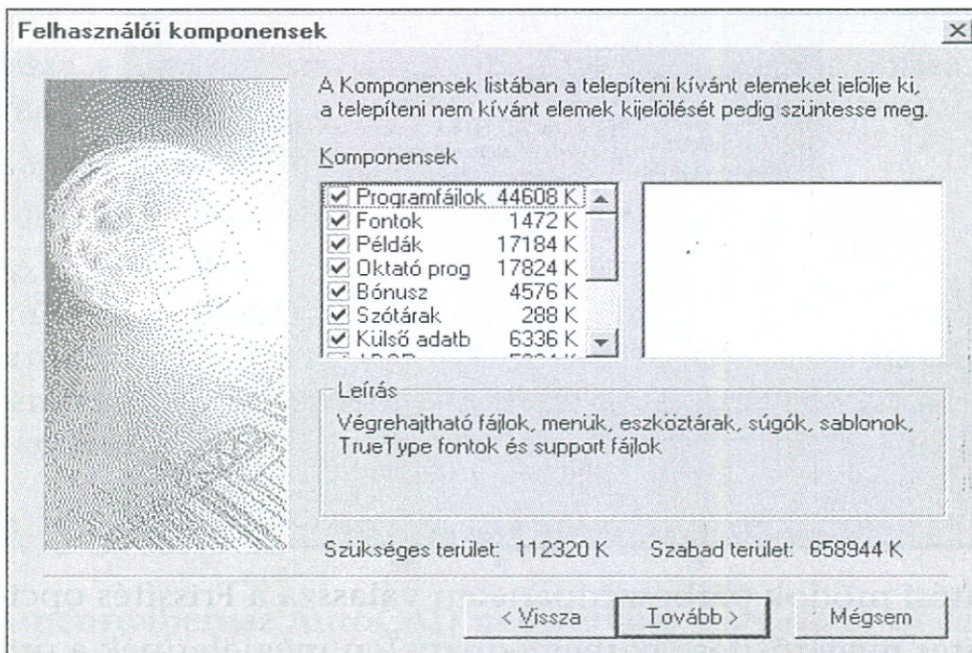 Felhasználói komponensek
A Komponensek listában a telepíteni kívánt elemeket jelölje ki,
a telepíteni nem kívánt elemek kijelölését pedig szüntesse meg.
Komponensek
Programfájlok 44608 K
Fontok 1472 K
Példák 17184 K
Oktató prog 17824 K
Bónusz 4576 K
Szótárak 288 K
Külső adatb 6336 K
Leírás
Végrehajtható fájlok, menük, eszköztárak, súgók, sablonok,
TrueType fontok és support fájlok
Szükséges terület: 112320 K Szabad terület: 658944 K
< Vissza Tovább > Mégsem